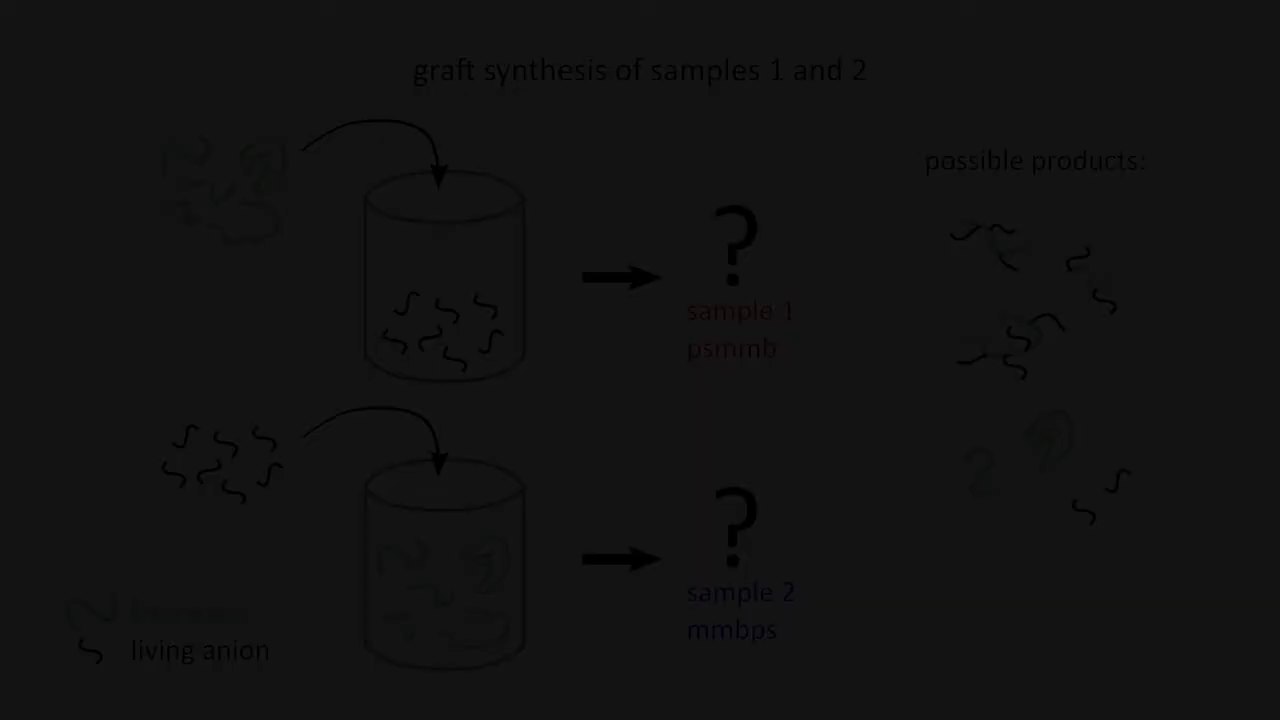 graft synthesis of samples 1 and 2
possible products:
?
sample 1
psmmb
?
sample 2
mmbps
living anion